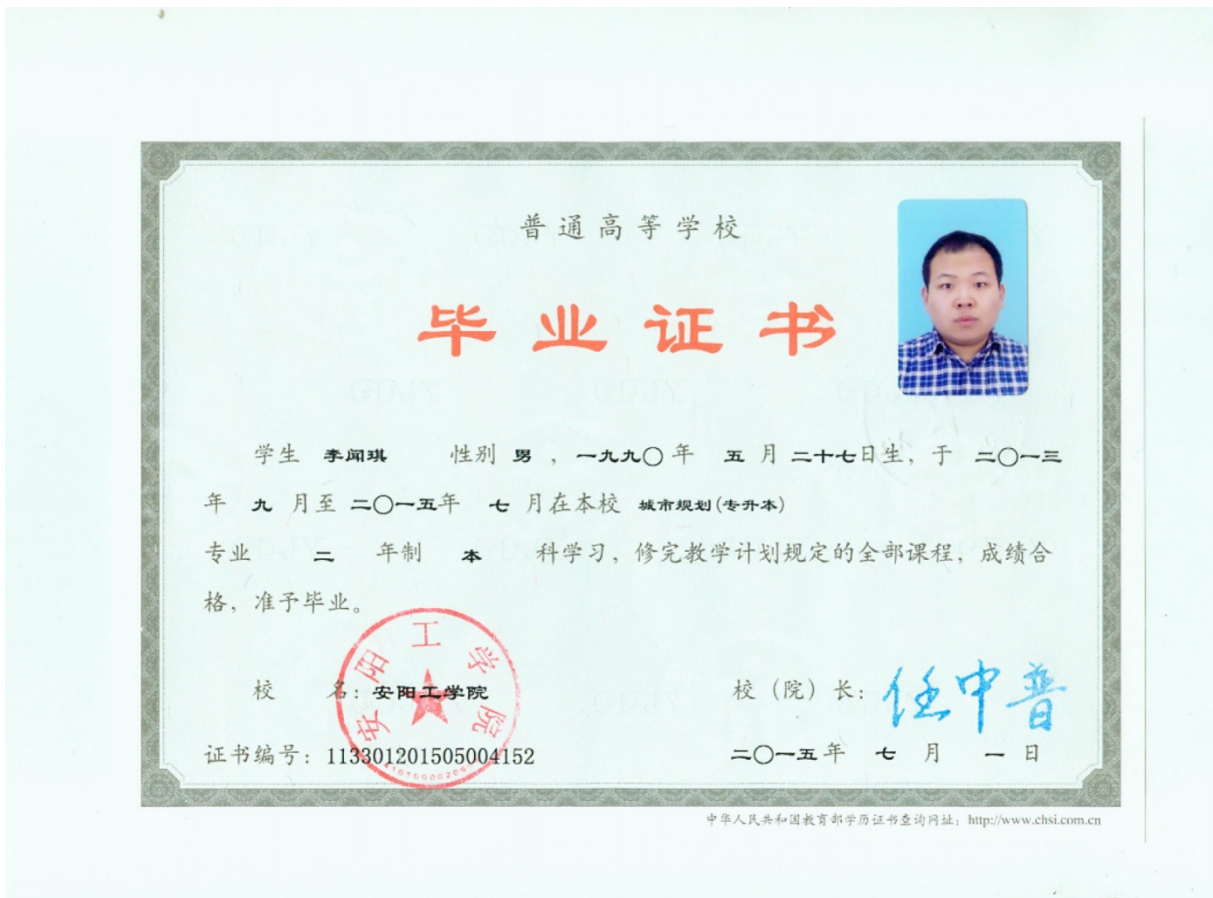 普通高等学校
毕业证书
学生 李闻琪 性别 男 ，一九九〇年 五 月 二十七日生，于 二〇一三
年 九 月至 二〇一五年 七 月在本校 城市规划(专升本)
专业 二 年制 本 科学习，修完教学计划规定的全部课程，成绩合
格，准予毕业。
安阳工学院
校 名：安阳工学院 校（院）长：任中普
证书编号：113301201505004152 二〇一五年 七 月 一 日
中华人民共和国教育部学历证书查询网址：http://www.chsi.com.cn